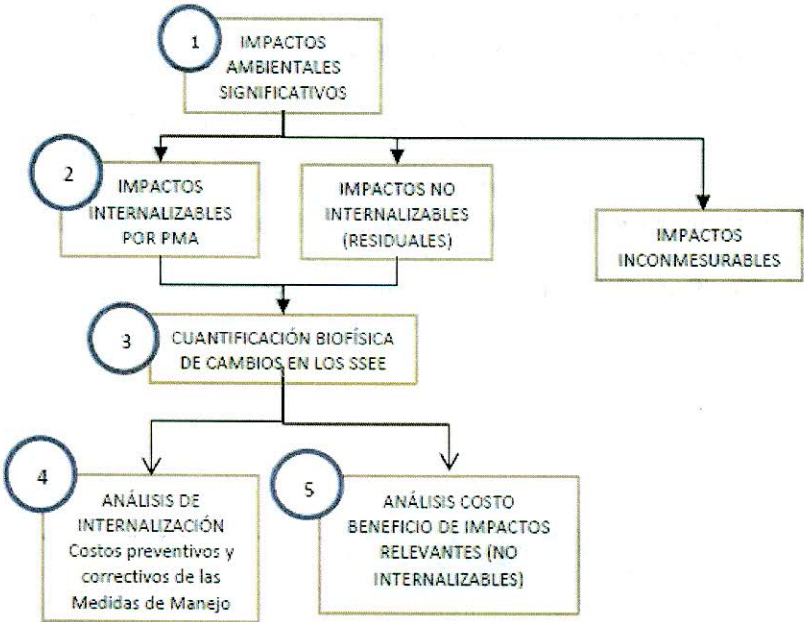 1
IMPACTOS
AMBIENTALES
SIGNIFICATIVOS
2
IMPACTOS
INTERNALIZABLES
POR PMA
IMPACTOS NO
INTERNALIZABLES
(RESIDUALES)
IMPACTOS
INCONMESURABLES
3
CUANTIFICACIÓN BIOFÍSICA
DE CAMBIOS EN LOS SSEE
4
ANÁLISIS DE
INTERNALIZACIÓN
Costos preventivos y
correctivos de las
Medidas de Manejo
5
ANÁLISIS COSTO
BENEFICIO DE IMPACTOS
RELEVANTES (NO
INTERNALIZABLES)